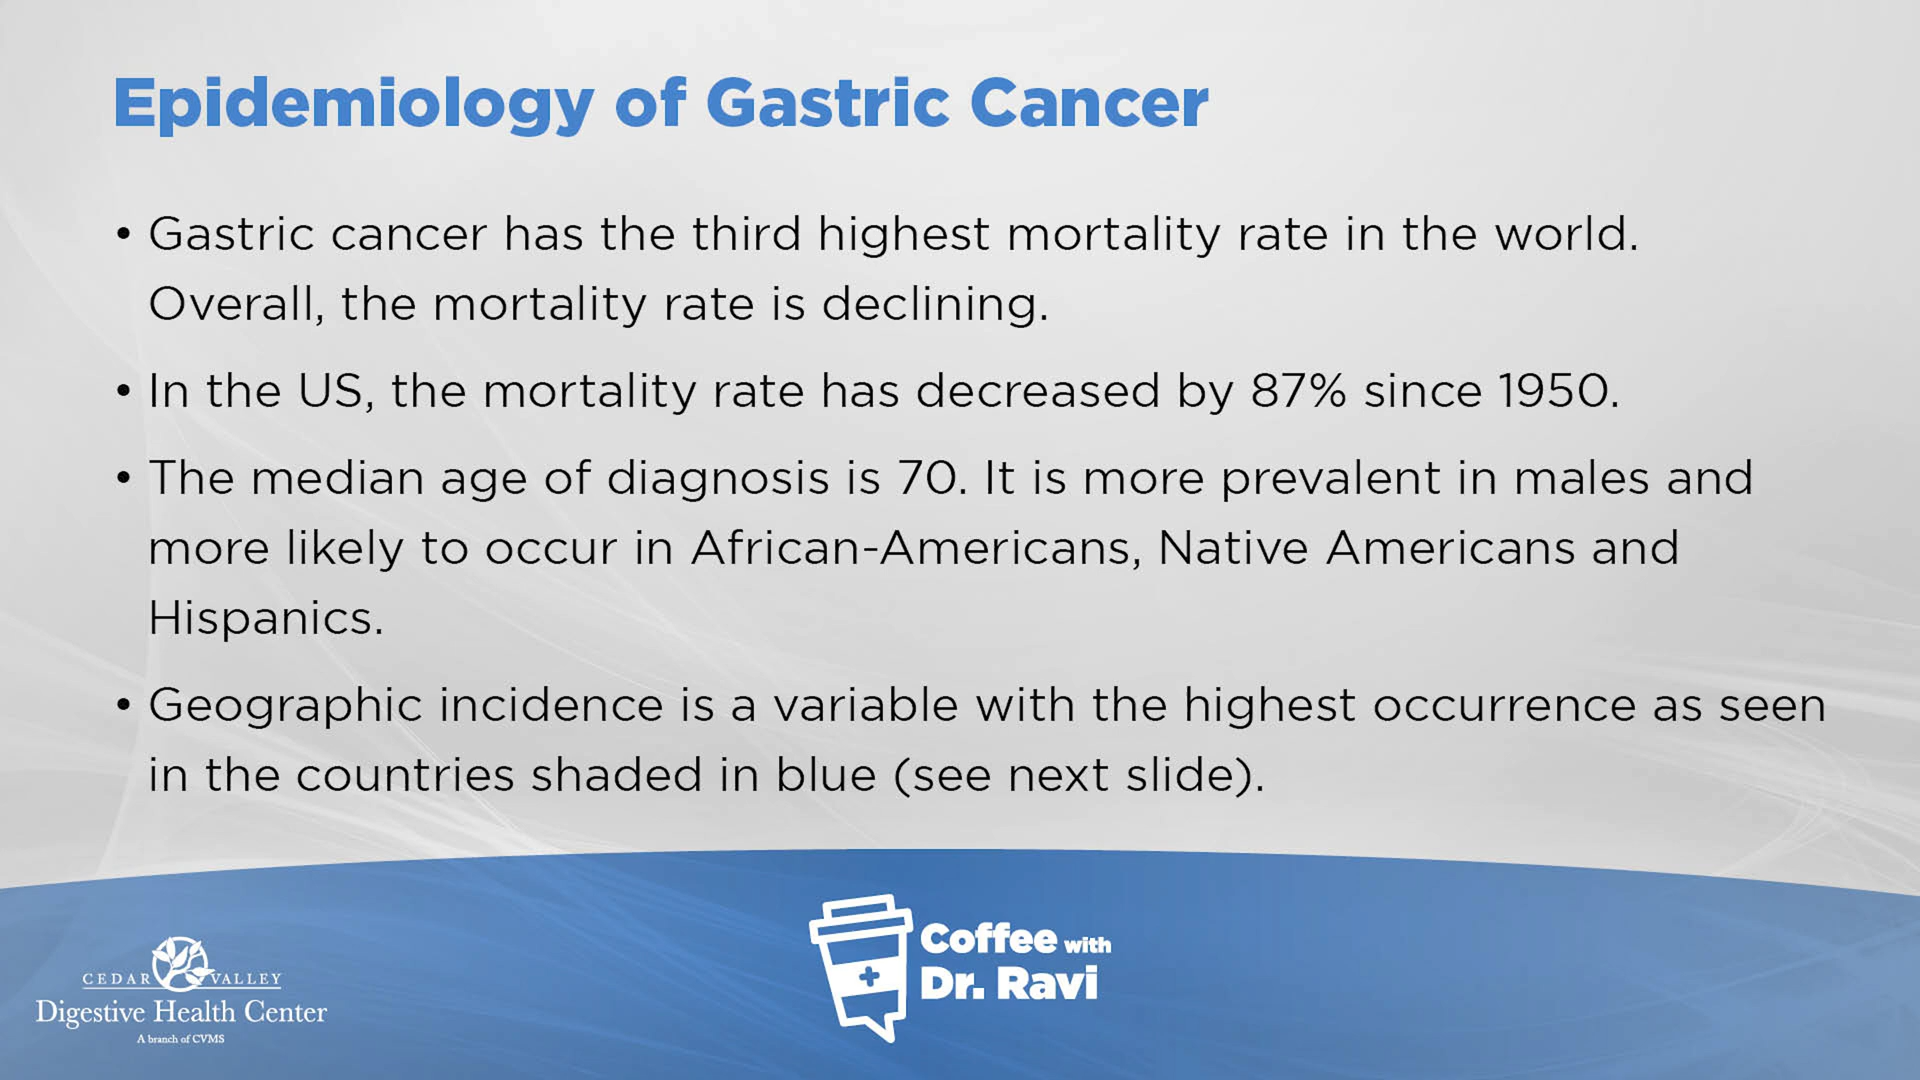 Epidemiology of Gastric Cancer
• Gastric cancer has the third highest mortality rate in the world.
Overall, the mortality rate is declining.
• In the US, the mortality rate has decreased by 87% since 1950.
• The median age of diagnosis is 70. It is more prevalent in males and
more likely to occur in African-Americans, Native Americans and
Hispanics.
• Geographic incidence is a variable with the highest occurrence as seen
in the countries shaded in blue (see next slide).
CEDAR VALLEY
Digestive Health Center
A branch of CVMS
Coffee with
Dr. Ravi